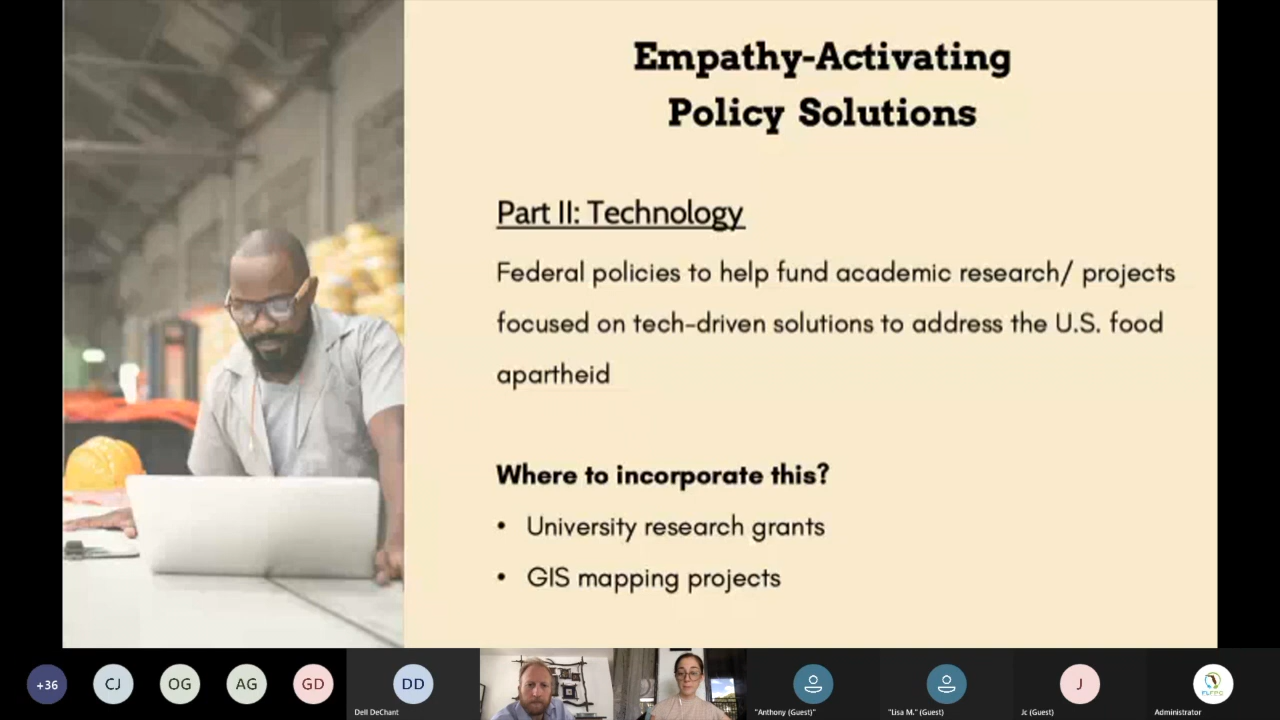 Empathy-Activating
Policy Solutions
Part II: Technology
Federal policies to help fund academic research/ projects
focused on tech-driven solutions to address the U.S. food
apartheid
Where to incorporate this?
• University research grants
• GIS mapping projects
+36
CJ
OG
AG
GD
DD
Dell DeChant
"Anthony (Guest)"
"Lisa M." (Guest)
J
Jc (Guest)
Administrator